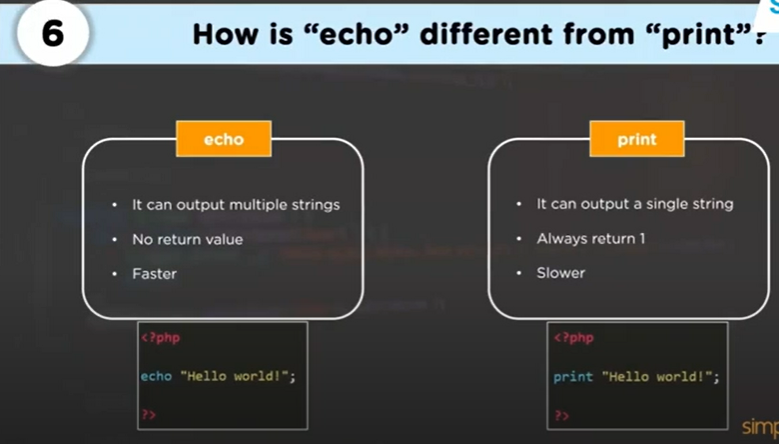 6
How is “echo” different from “print”?
echo
• It can output multiple strings
• No return value
• Faster
<?php
echo "Hello world!";
?>
print
• It can output a single string
• Always return 1
• Slower
<?php
print "Hello world!";
?>
simp